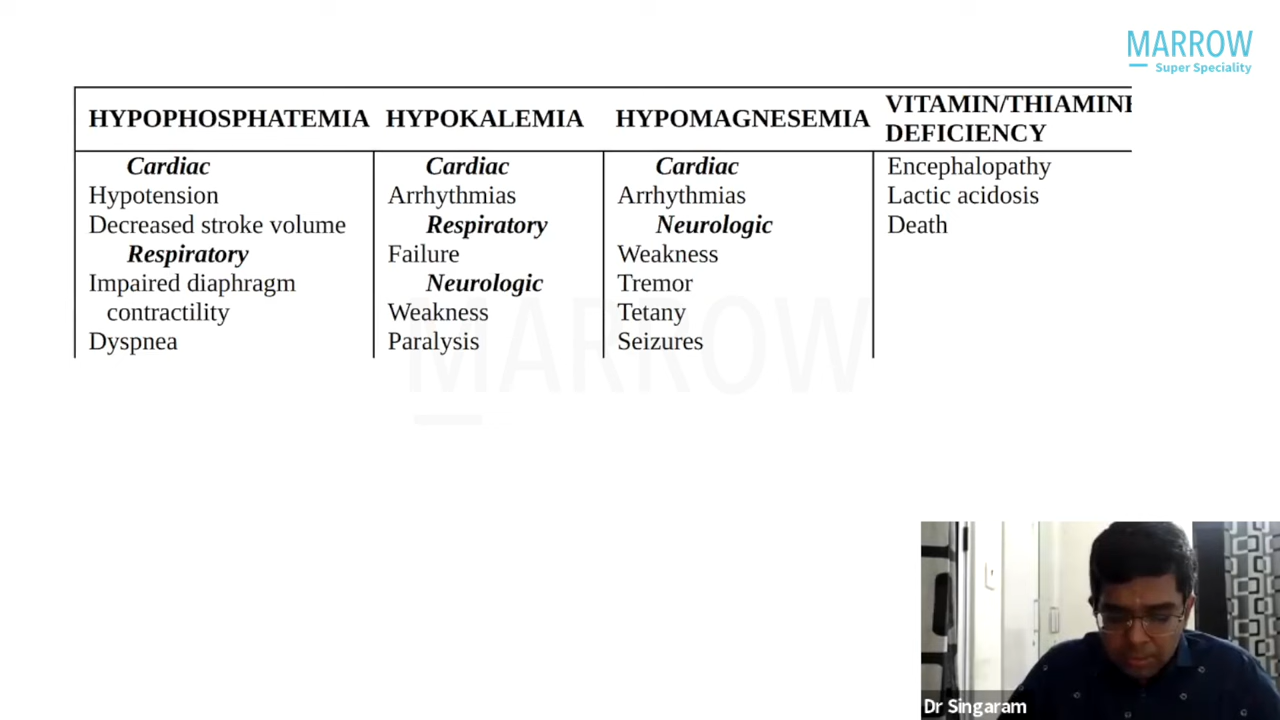 MARROW
Super Speciality
HYPOPHOSPHATEMIA
HYPOKALEMIA
HYPOMAGNESEMIA
VITAMIN/THIAMINE
DEFICIENCY
Cardiac
Hypotension
Decreased stroke volume
Respiratory
Impaired diaphragm
contractility
Dyspnea
Cardiac
Arrhythmias
Respiratory
Failure
Neurologic
Weakness
Paralysis
Cardiac
Arrhythmias
Neurologic
Weakness
Tremor
Tetany
Seizures
Encephalopathy
Lactic acidosis
Death
MARROW
Dr Singaram